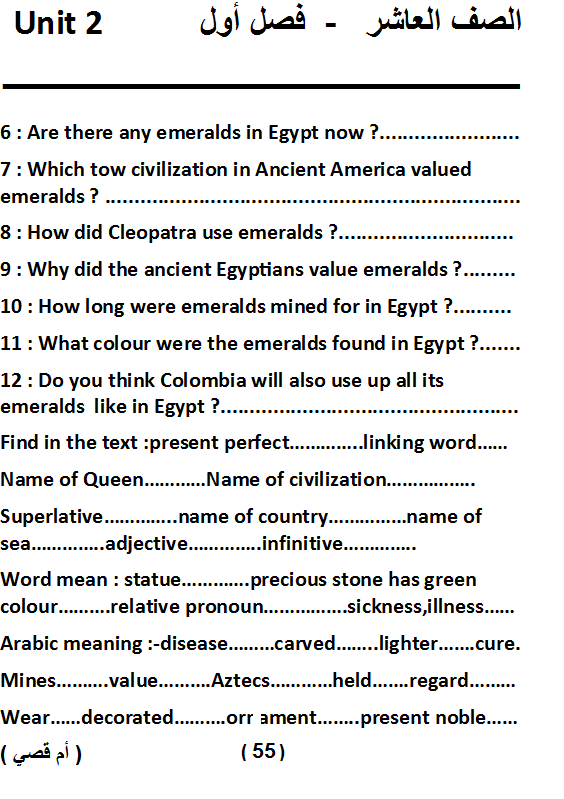 Unit 2 الصف العاشر - فصل أول
6 : Are there any emeralds in Egypt now ?........................
7 : Which tow civilization in Ancient America valued
emeralds ? .......................................................................
8 : How did Cleopatra use emeralds ?..............................
9 : Why did the ancient Egyptians value emeralds ?.........
10 : How long were emeralds mined for in Egypt ?..........
11 : What colour were the emeralds found in Egypt ?.......
12 : Do you think Colombia will also use up all its
emeralds like in Egypt ?...................................................
Find in the text :present perfect..............linking word......
Name of Queen............Name of civilization.................
Superlative..............name of country...............name of
sea..............adjective..............infinitive..............
Word mean : statue.............precious stone has green
colour..........relative pronoun................sickness,illness......
Arabic meaning :-disease.........carved........lighter.......cure.
Mines..........value..........Aztecs............held.......regard.........
Wear......decorated..........orr ament........present noble......
( أم قصي ) ( 55 )